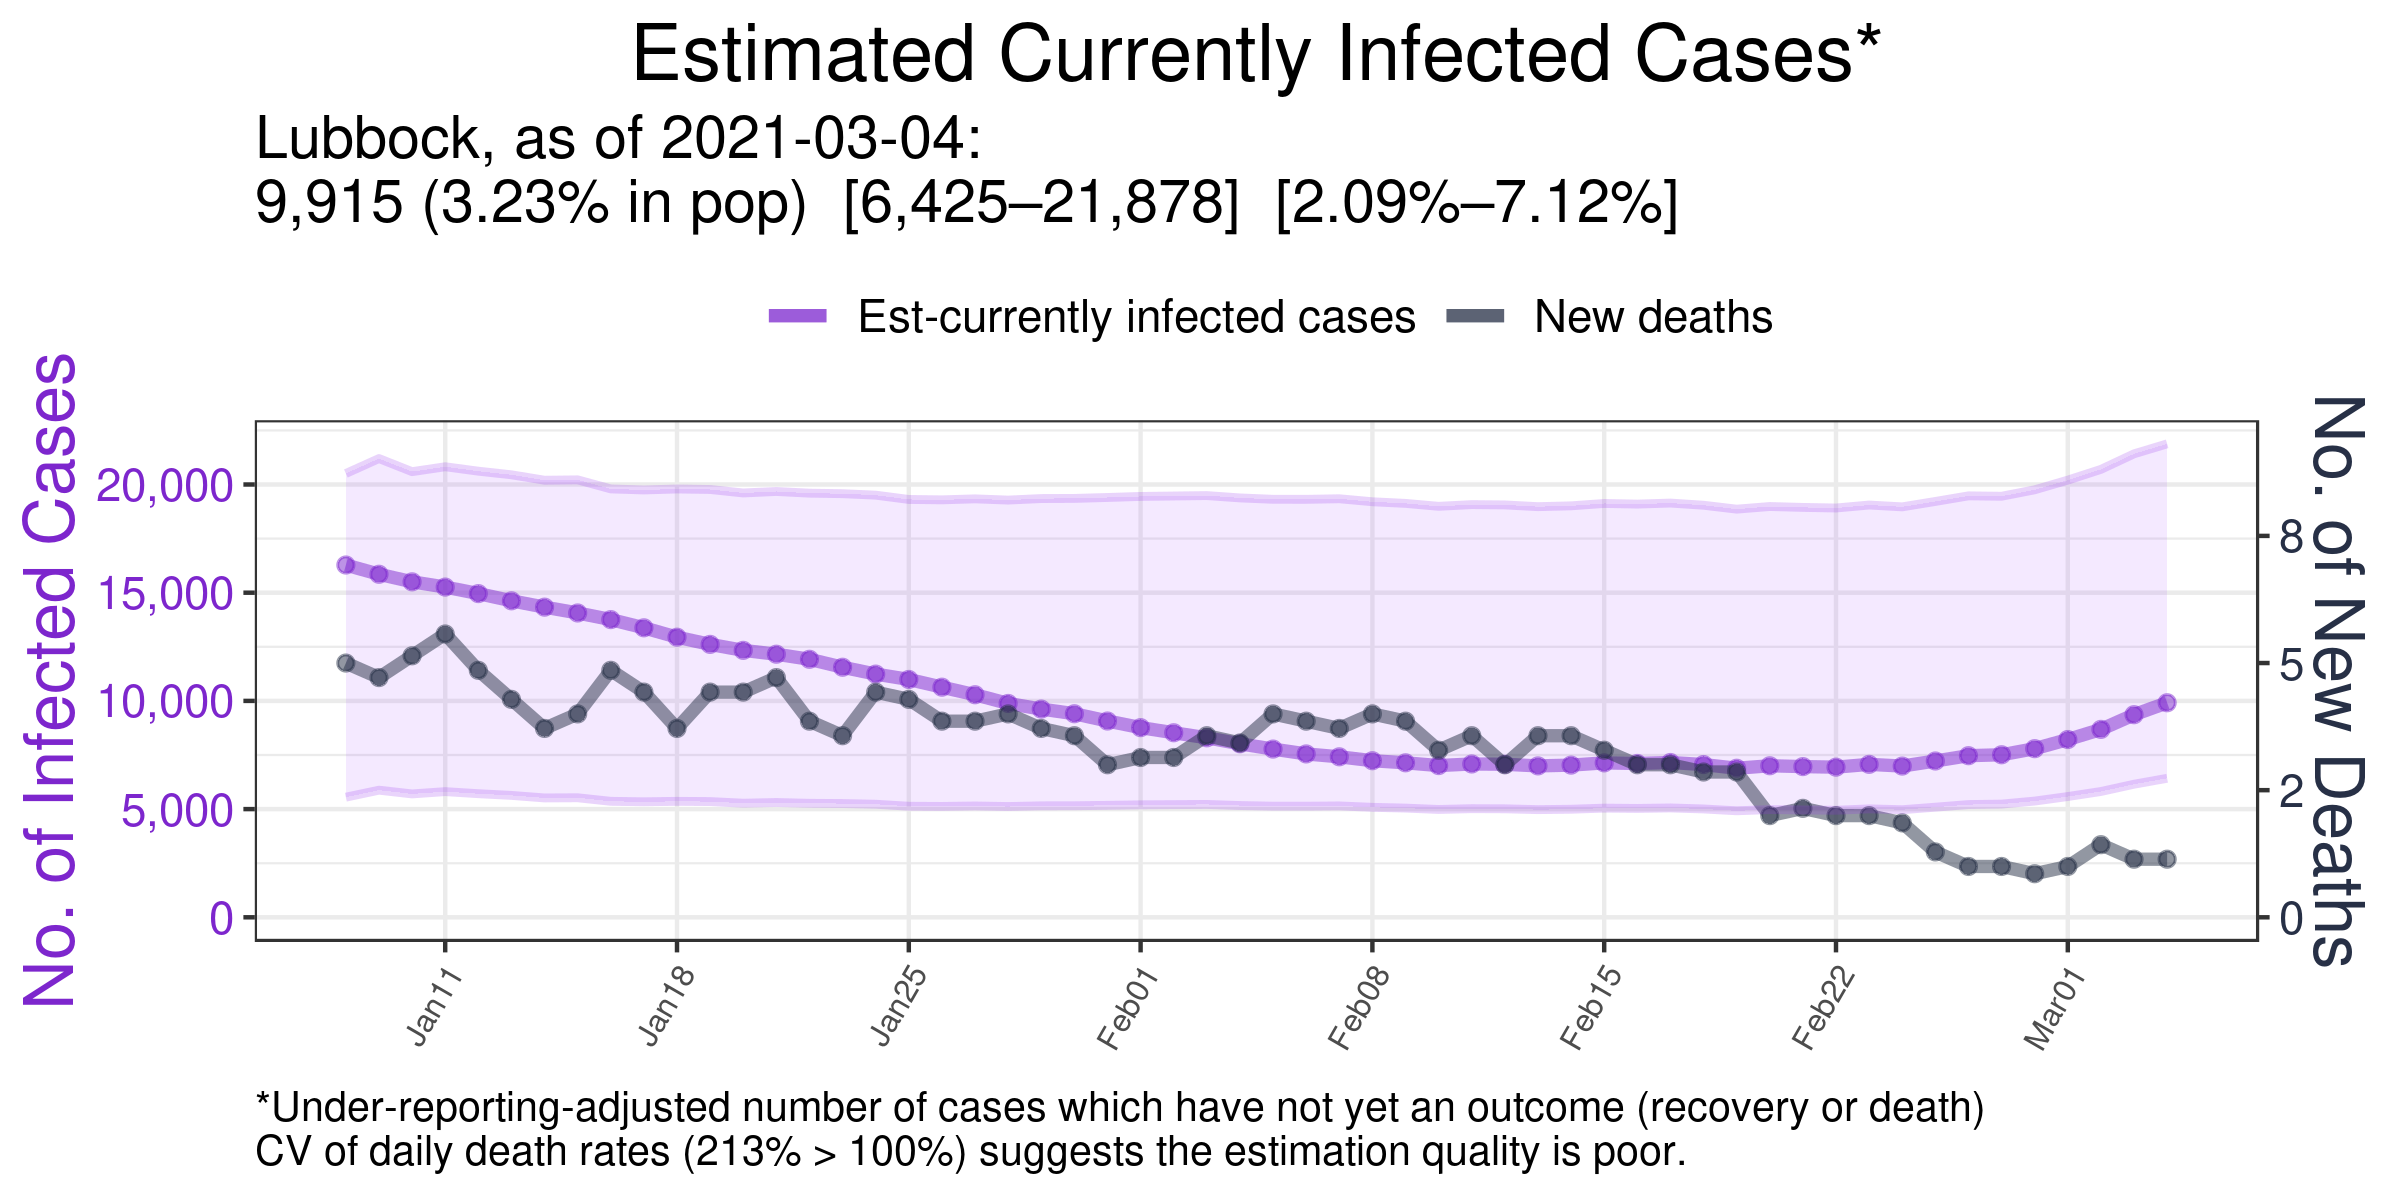 Estimated Currently Infected Cases*
Lubbock, as of 2021-03-04:
9,915 (3.23% in pop)  [6,425–21,878]  [2.09%–7.12%]
Est-currently infected cases
New deaths
No. of Infected Cases
20,000
15,000
10,000
5,000
0
No. of New Deaths
8
5
2
0
Jan11
Jan18
Jan25
Feb01
Feb08
Feb15
Feb22
Mar01
*Under-reporting-adjusted number of cases which have not yet an outcome (recovery or death)
CV of daily death rates (213% > 100%) suggests the estimation quality is poor.